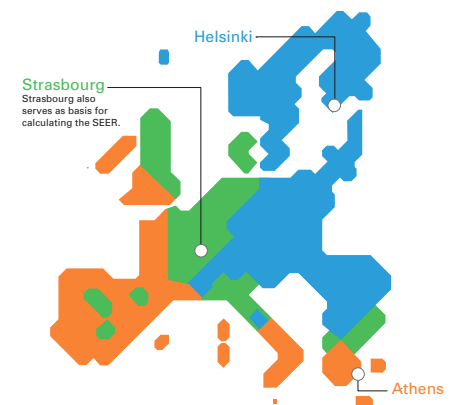 Helsinki
Strasbourg
Strasbourg also
serves as basis for
calculating the SEER.
Athens